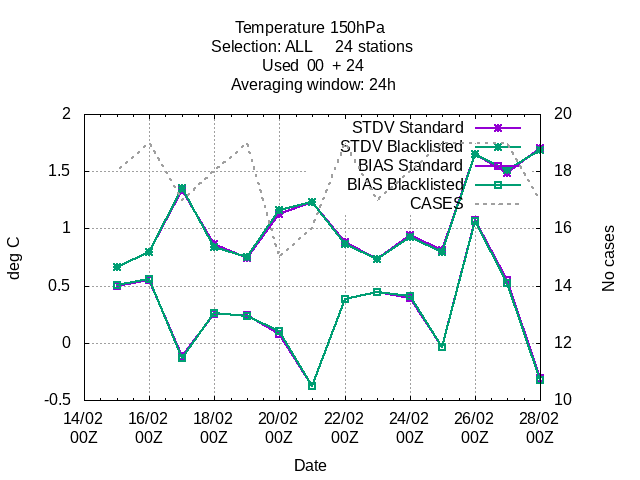 Temperature 150hPa
Selection: ALL 24 stations
Used 00 + 24
Averaging window: 24h
STDV Standard
STDV Blacklisted
BIAS Standard
BIAS Blacklisted
CASES
2
1.5
1
0.5
0
-0.5
deg C
20
18
16
14
12
10
No cases
14/02 16/02 18/02 20/02 22/02 24/02 26/02 28/02
00Z 00Z 00Z 00Z 00Z 00Z 00Z 00Z
Date